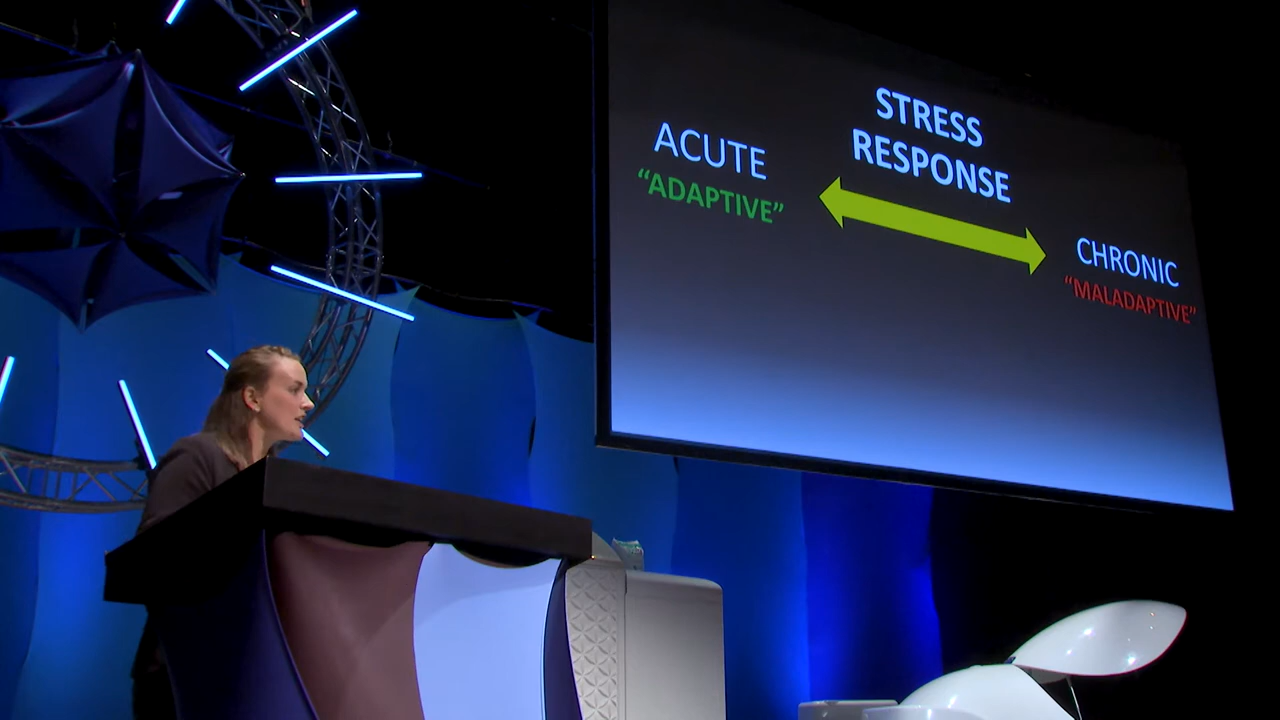 STRESS
RESPONSE
ACUTE
“ADAPTIVE”
CHRONIC
“MALADAPTIVE”